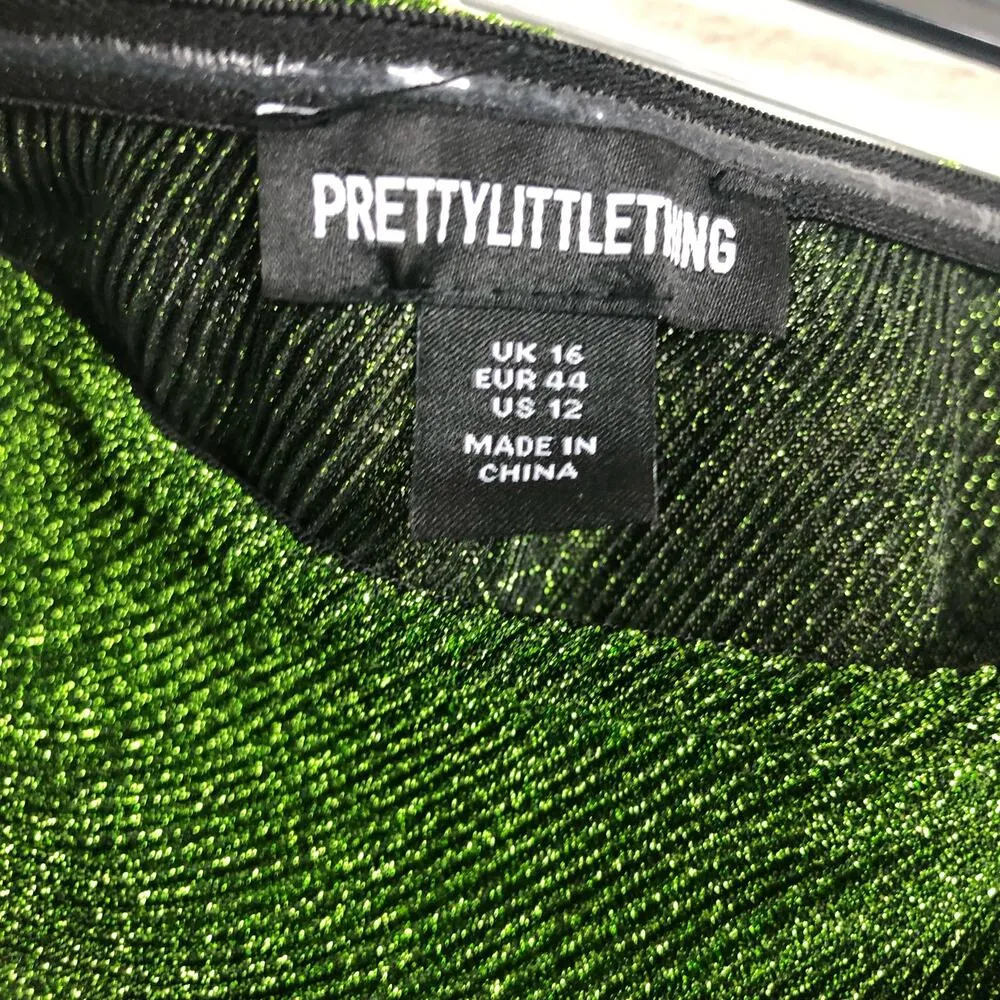 PRETTYLITTLETHING
UK 16
EUR 44
US 12
MADE IN
CHINA